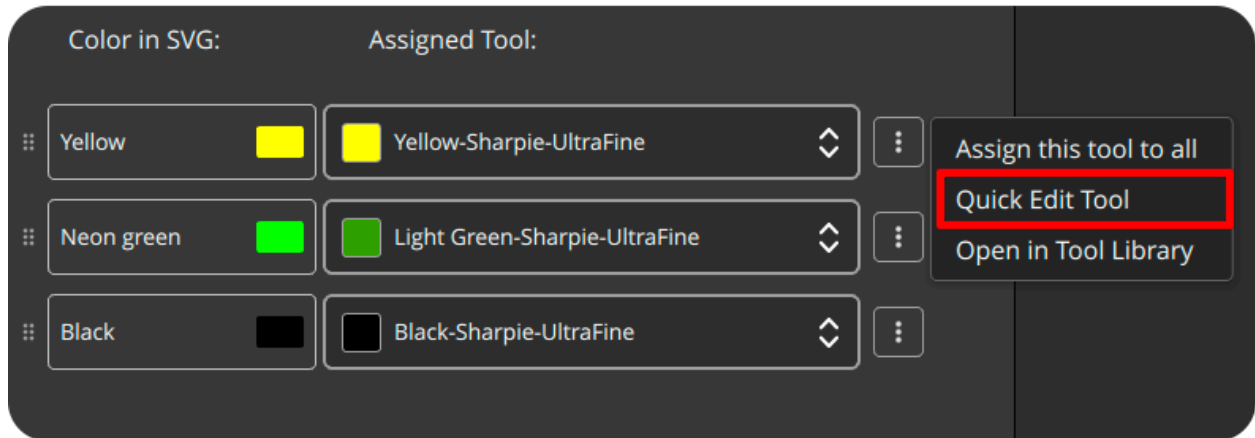 Color in SVG: Assigned Tool:
Yellow Yellow-Sharpie-UltraFine
Assign this tool to all
Quick Edit Tool
Neon green Light Green-Sharpie-UltraFine
Open in Tool Library
Black Black-Sharpie-UltraFine